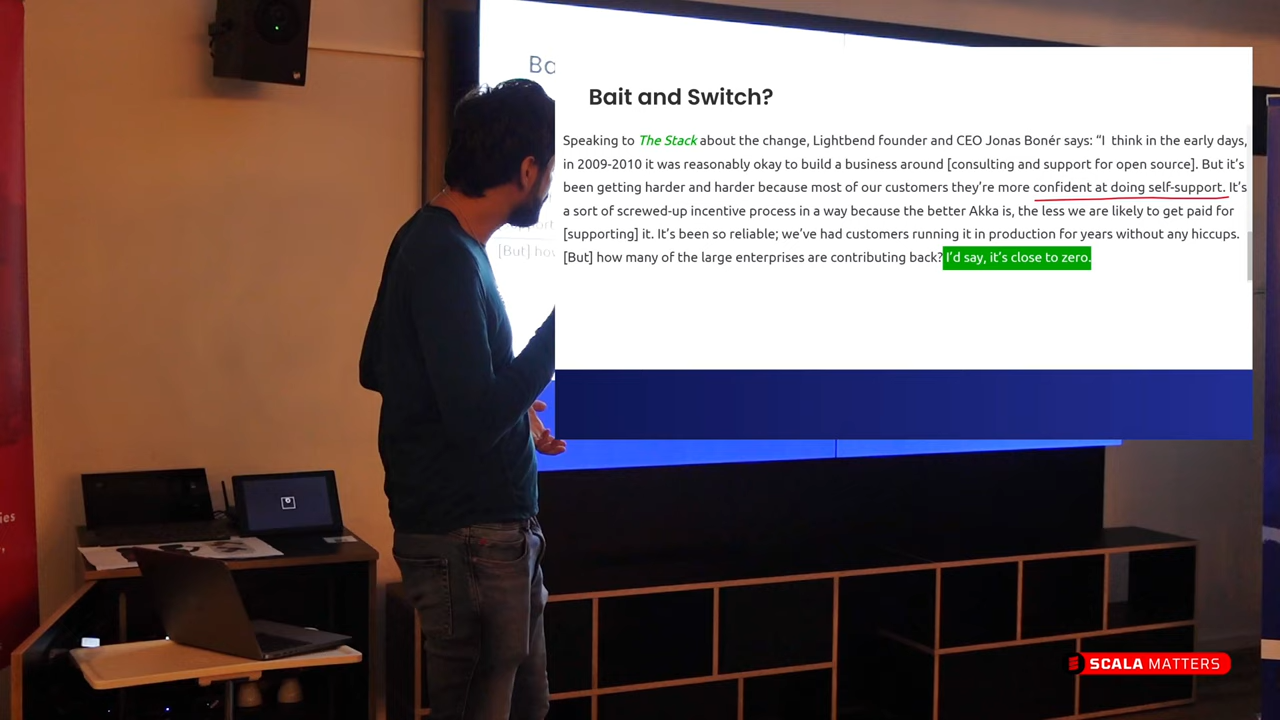 Ba
Bait and Switch?
Speaking to The Stack about the change, Lightbend founder and CEO Jonas Bonér says: “I think in the early days,
in 2009-2010 it was reasonably okay to build a business around [consulting and support for open source]. But it’s
been getting harder and harder because most of our customers they’re more confident at doing self-support. It’s
a sort of screwed-up incentive process in a way because the better Akka is, the less we are likely to get paid for
[supporting] it. It’s been so reliable; we’ve had customers running it in production for years without any hiccups.
[But] how many of the large enterprises are contributing back? I’d say, it’s close to zero.
[But] how
ies
SCALA MATTERS